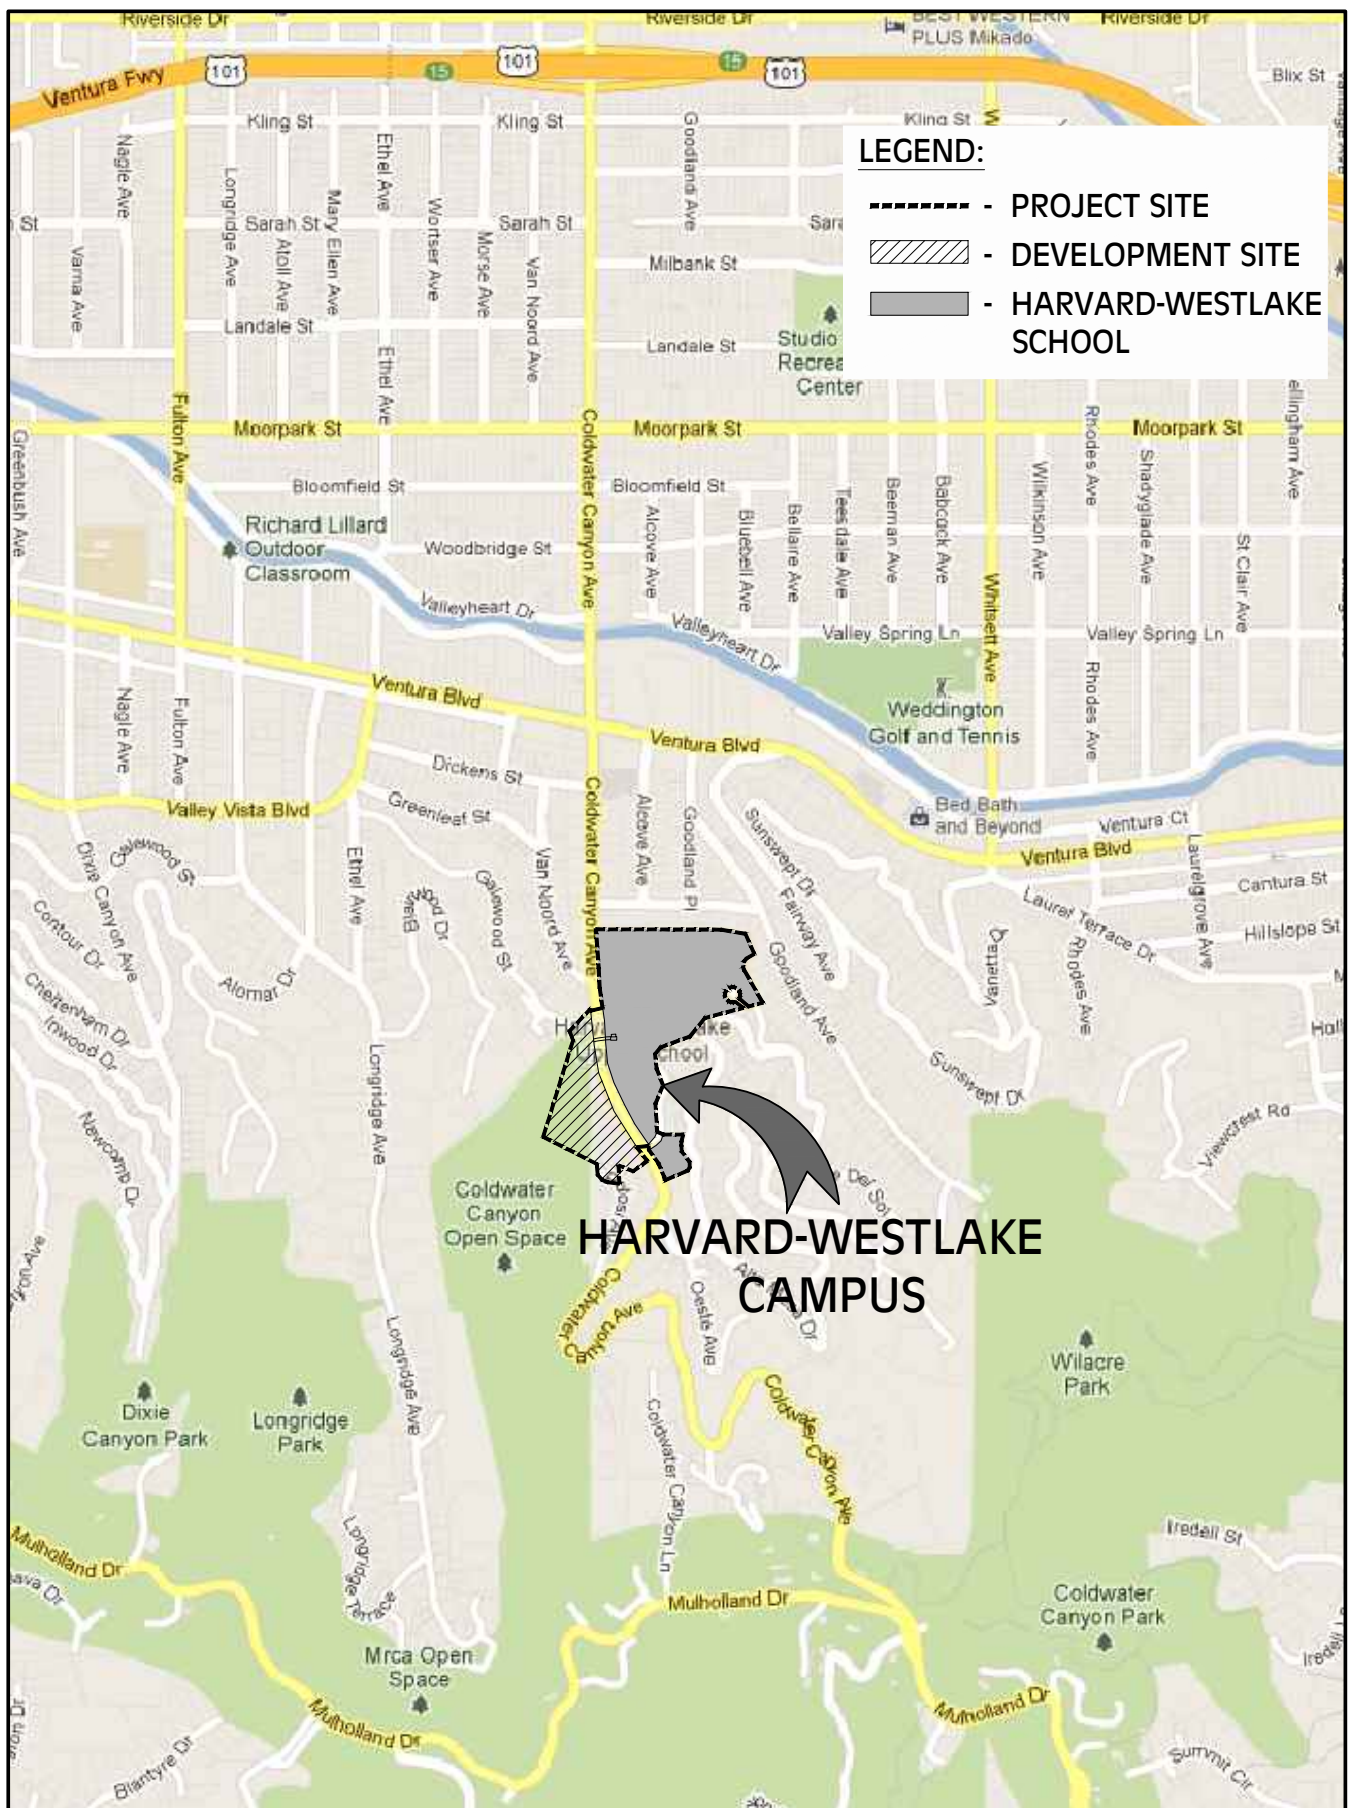 Riverside Dr
Riverside Dr
BEST WESTERN
PLUS Mikado
Riverside Dr
Ventura Fwy
101
15
101
15
101
Blix St
Kling St
Kling St
Kling St
Nagle Ave
Longridge Ave
Ethel Ave
Goodland Ave
LEGEND:
- PROJECT SITE
- DEVELOPMENT SITE
- HARVARD-WESTLAKE
SCHOOL
St
Varna Ave
Sarah St
Atoll Ave
Mary Ellen Ave
Wortser Ave
Morse Ave
Sarah St
Van Noord Ave
Milbank St
Landale St
Ethel Ave
Landale St
Studio
Center
Fulton Ave
Moorpark St
Coldwater Canyon Ave
Moorpark St
Rhodes Ave
Moorpark St
Greenbush Ave
Bloomfield St
Bloomfield St
Richard Lillard
Outdoor
Classroom
Woodbridge St
Alcove Ave
Bluebell Ave
Bellaire Ave
Teesdale Ave
Beeman Ave
Babcock Ave
Wilkinson Ave
Shadyglade Ave
St Clair Ave
Valleyheart Dr
Valleyheart Dr
Valley Spring Ln
Whitsett Ave
Valley Spring Ln
Nagle Ave
Fulton Ave
Ventura Blvd
Ventura Blvd
Weddington
Golf and Tennis
Rhodes Ave
Dickens St
Valley Vista Blvd
Greenleaf St
Coldwater Canyon Ave
Alcove Ave
Goodland Pl
Bed Bath
and Beyond
Ventura Ct
Ventura Blvd
Dixie Canyon Ave
Ethel Ave
Van Noord Ave
Galewood St
Sunswept Dr
Fairway Ave
Laurelgrove Ave
Cantura St
Laurel Terrace Dr
Hillslope St
Contour Dr
Alomar Dr
Goodland Ave
Vantage
Rhodes Ave
Cheltenham Dr
Inwood Dr
Longridge Ave
Sunswept Dr
Viewcrest Rd
Newcomb Dr
Coldwater
Canyon
Open Space
Del Sol
HARVARD-WESTLAKE
CAMPUS
Coldwater
Canyon Ave
Oeste Ave
Longridge Ave
Wilacre
Park
Dixie
Canyon Park
Longridge
Park
Coldwater Canyon Ave
Coldwater Canyon Ln
Mulholland Dr
Longridge Terrace
Mulholland Dr
Iredell St
Coldwater
Canyon Park
Iredell
Mrca Open
Space
Mulholland Dr
Mulholland Dr
Blantyre Dr
Summit Cir